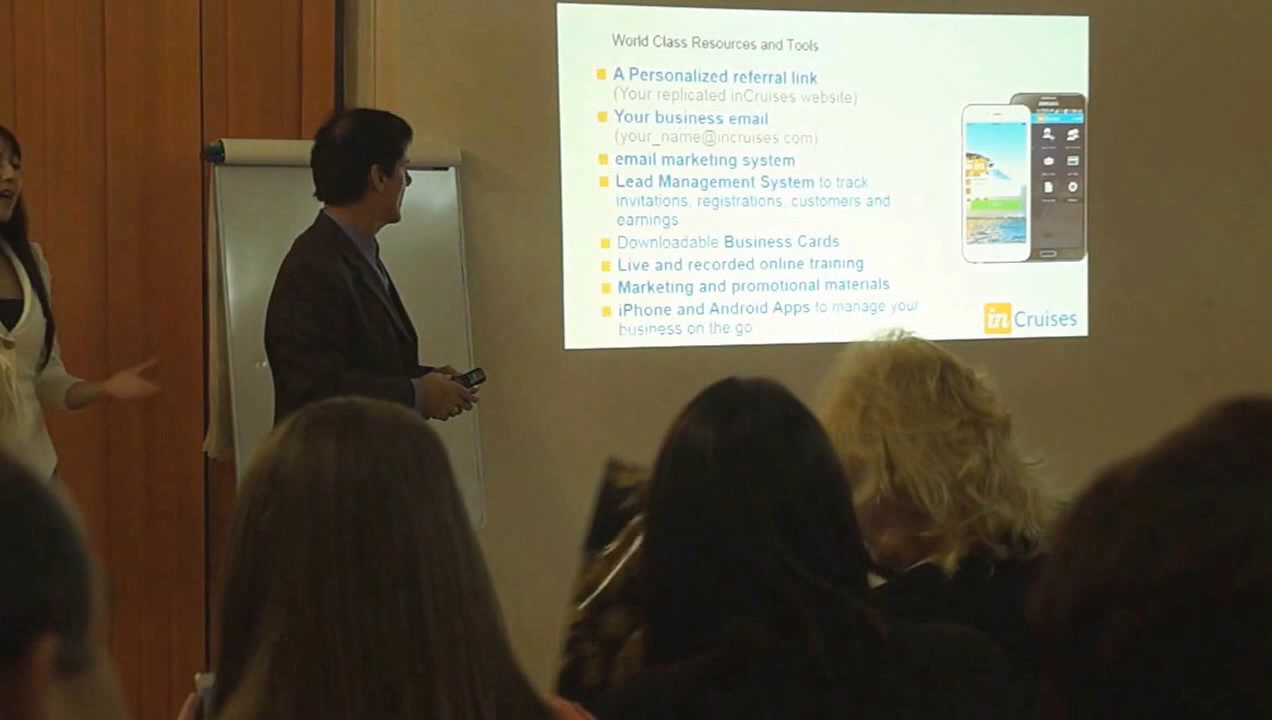 World Class Resources and Tools
A Personalized referral link
(Your replicated inCruises website)
Your business email
(your_name@incruises.com)
email marketing system
Lead Management System to track
invitations, registrations, customers and
earnings
Downloadable Business Cards
Live and recorded online training
Marketing and promotional materials
iPhone and Android Apps to manage your
business on the go
in Cruises